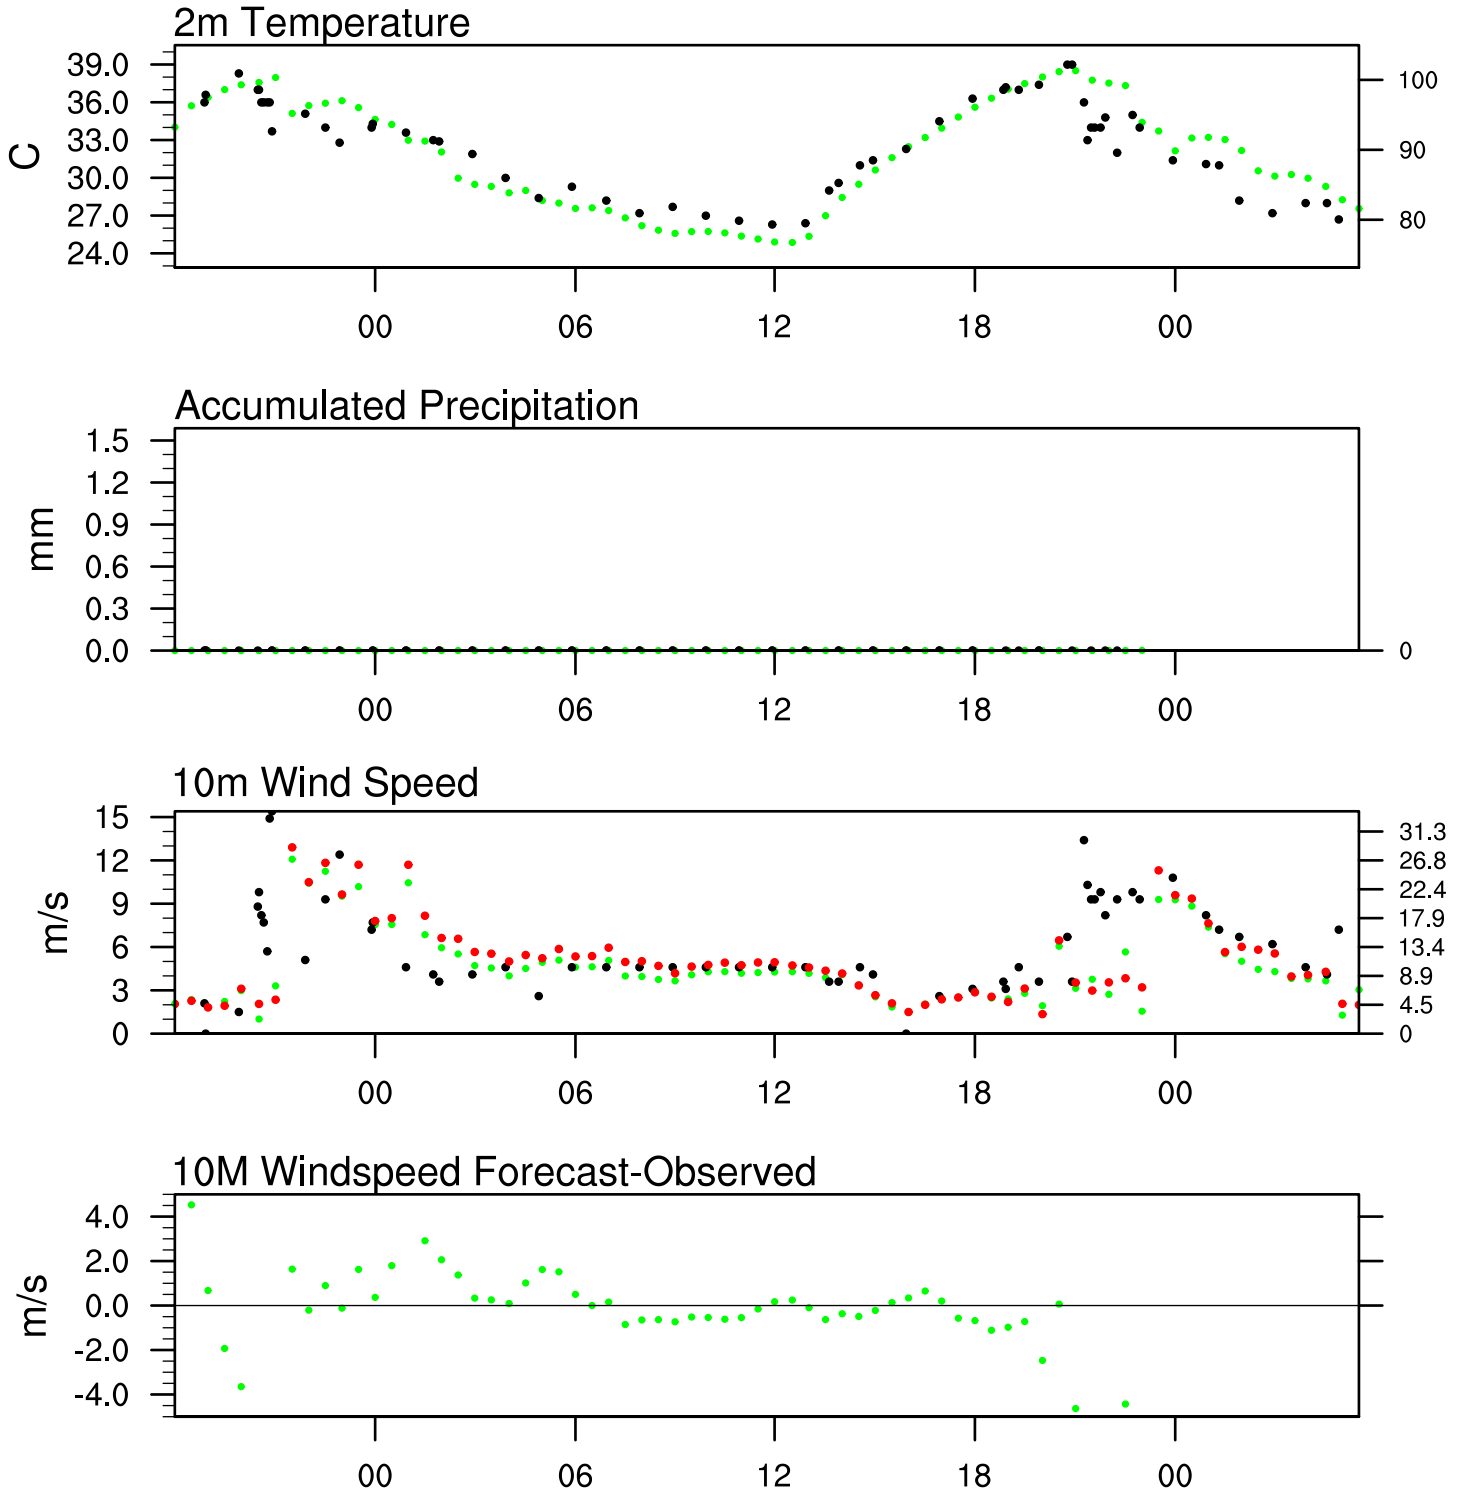 2m Temperature
39.0
36.0
33.0
30.0
27.0
24.0
C
100
90
80
00 06 12 18 00
Accumulated Precipitation
1.5
1.2
0.9
0.6
0.3
0.0
mm
0
00 06 12 18 00
10m Wind Speed
15
12
9
6
3
0
m/s
31.3
26.8
22.4
17.9
13.4
8.9
4.5
0
00 06 12 18 00
10M Windspeed Forecast-Observed
4.0
2.0
0.0
-2.0
-4.0
m/s
00 06 12 18 00